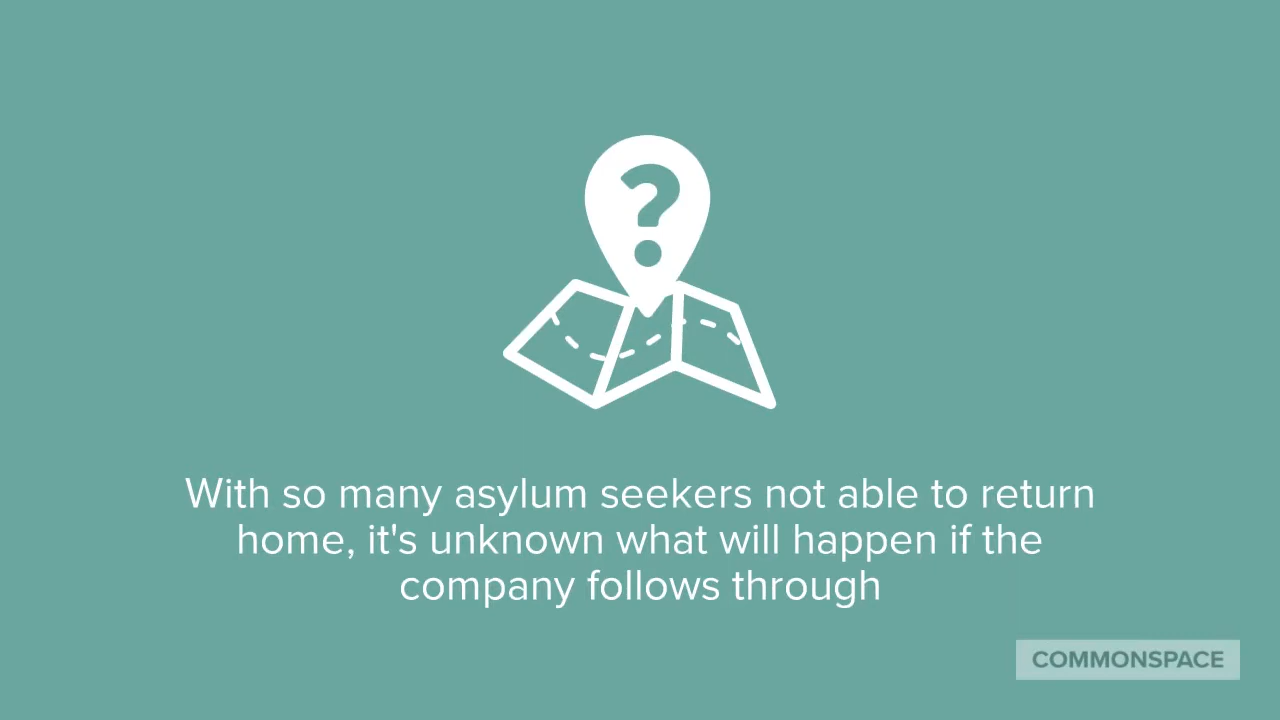 ?
With so many asylum seekers not able to return
home, it's unknown what will happen if the
company follows through
COMMONSPACE